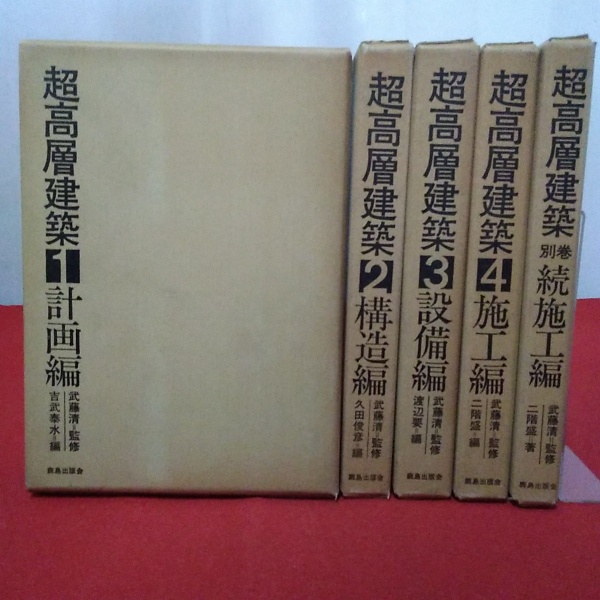 超高層建築1計画編
武藤清=監修
吉武泰水=編
超高層建築2構造編
武藤清=監修
久田俊彦=編
鹿島出版会
超高層建築3設備編
武藤清=監修
渡辺要=編
鹿島出版会
超高層建築4施工編
武藤清=監修
二階盛=編
鹿島出版会
超高層建築別巻続施工編
武藤清=監修
二階盛=著
鹿島出版会